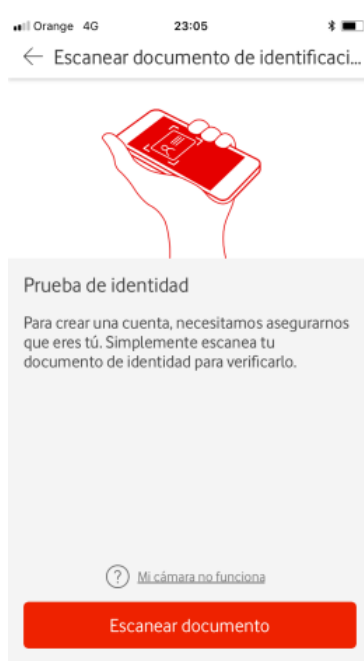 Orange 4G 23:05
Escanear documento de identificaci...
Prueba de identidad
Para crear una cuenta, necesitamos asegurarnos
que eres tú. Simplemente escanea tu
documento de identidad para verificarlo.
? Mi cámara no funciona
Escanear documento